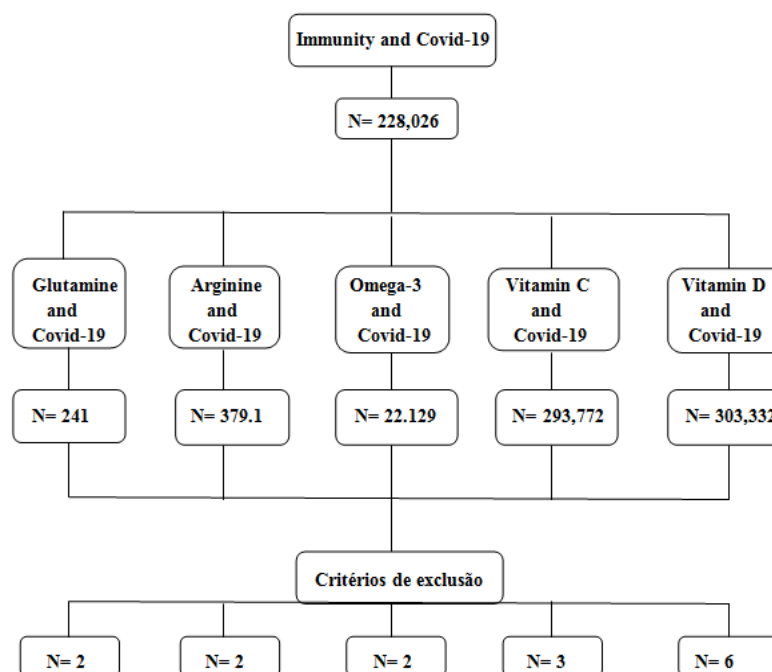 Immunity and Covid-19
N= 228,026
Glutamine
and
Covid-19
Arginine
and
Covid-19
Omega-3
and
Covid-19
Vitamin C
and
Covid-19
Vitamin D
and
Covid-19
N= 241
N= 379.1
N= 22.129
N= 293,772
N= 303,332
Critérios de exclusão
N= 2
N= 2
N= 2
N= 3
N= 6